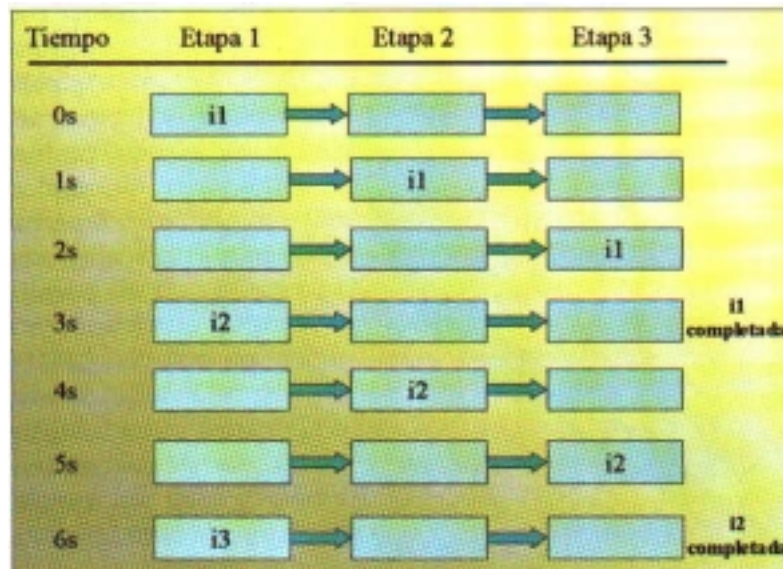 Tiempo Etapa 1 Etapa 2 Etapa 3
0s i1
1s i1
2s i1
3s i2 i1
completada
4s i2
5s i2
6s i3 i2
completada